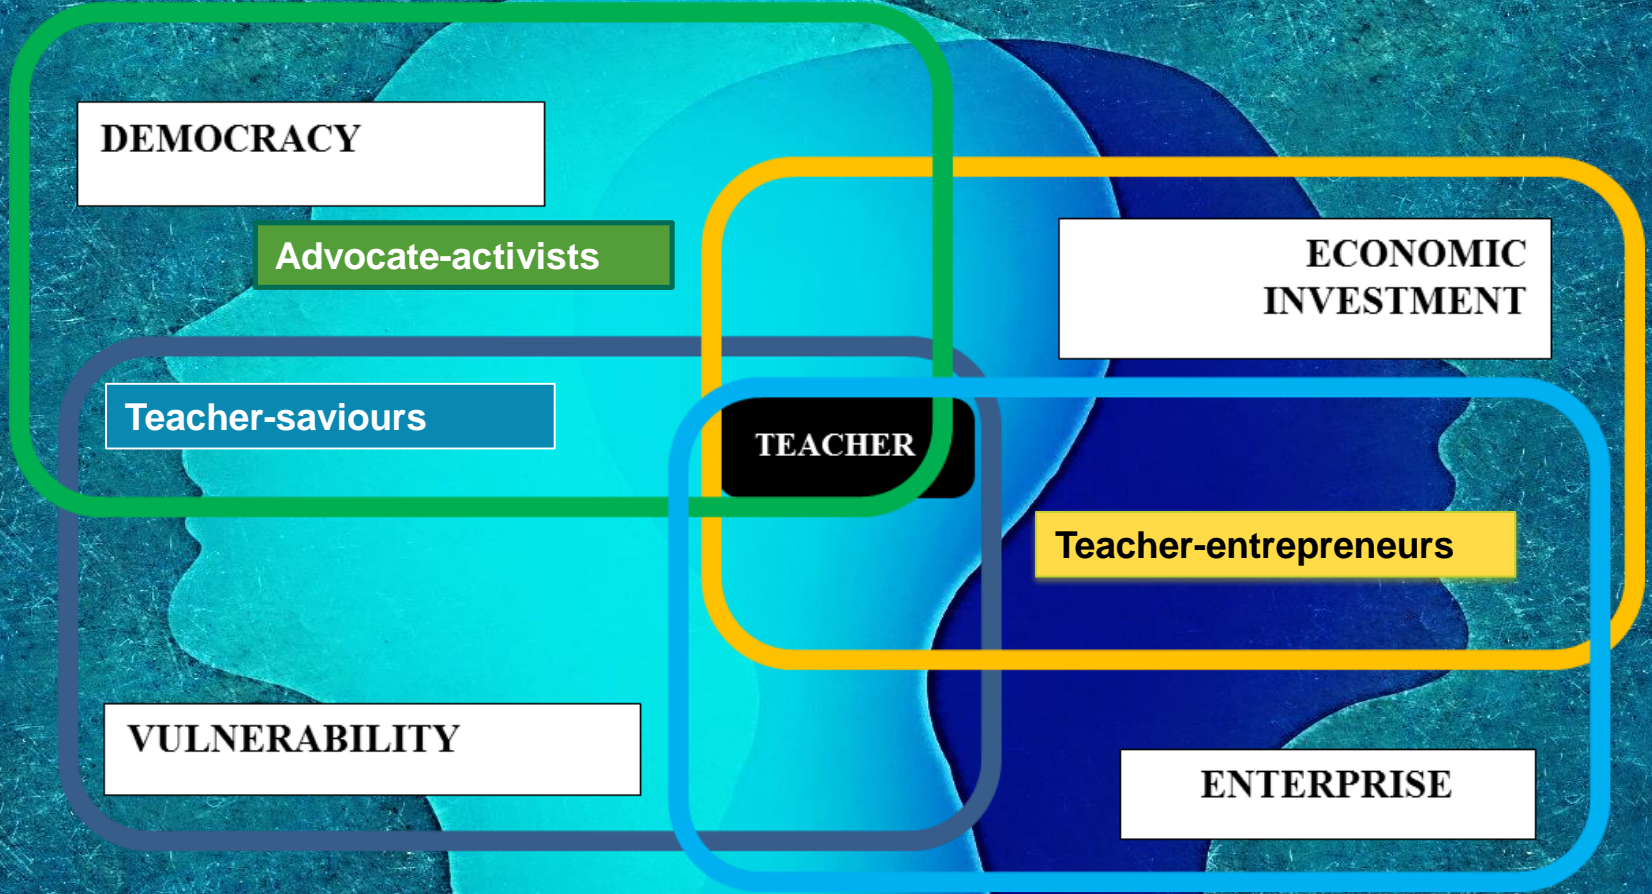 DEMOCRACY
Advocate-activists
ECONOMIC
INVESTMENT
Teacher-saviours
TEACHER
Teacher-entrepreneurs
VULNERABILITY
ENTERPRISE